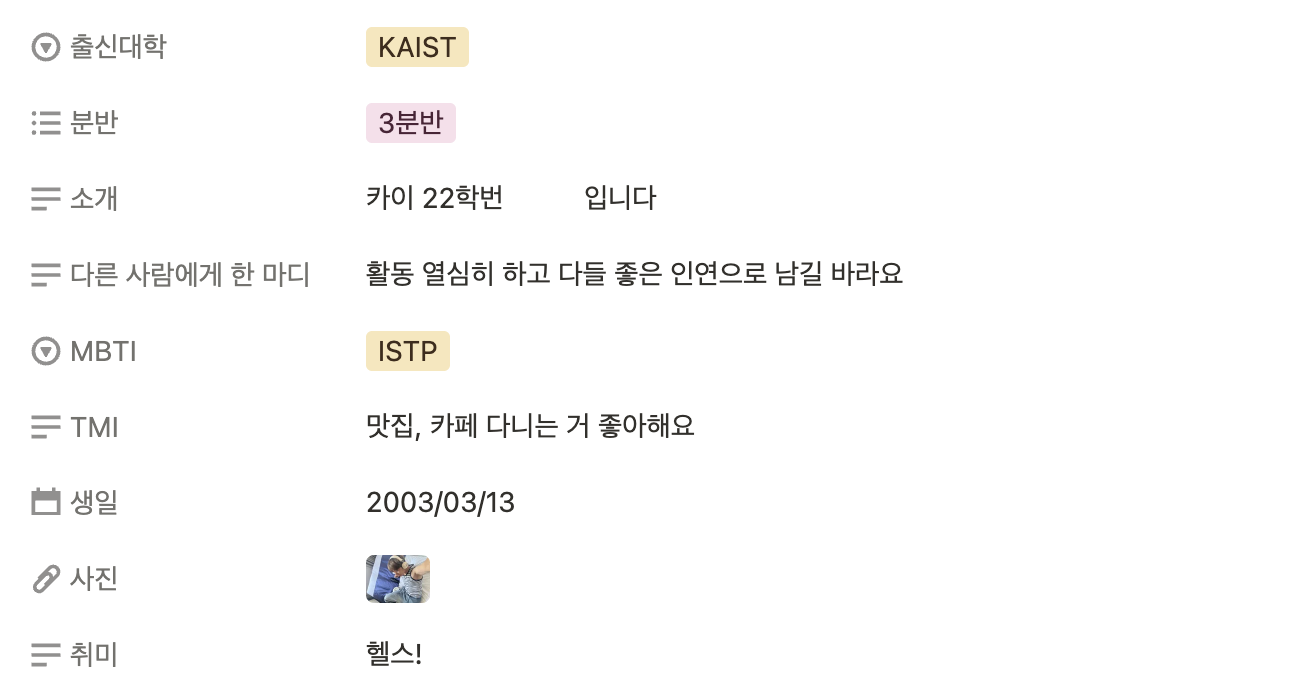 출신대학 KAIST
분반 3분반
소개 카이 22학번 입니다
다른 사람에게 한 마디 활동 열심히 하고 다들 좋은 인연으로 남길 바라요
MBTI ISTP
TMI 맛집, 카페 다니는 거 좋아해요
생일 2003/03/13
사진
취미 헬스!